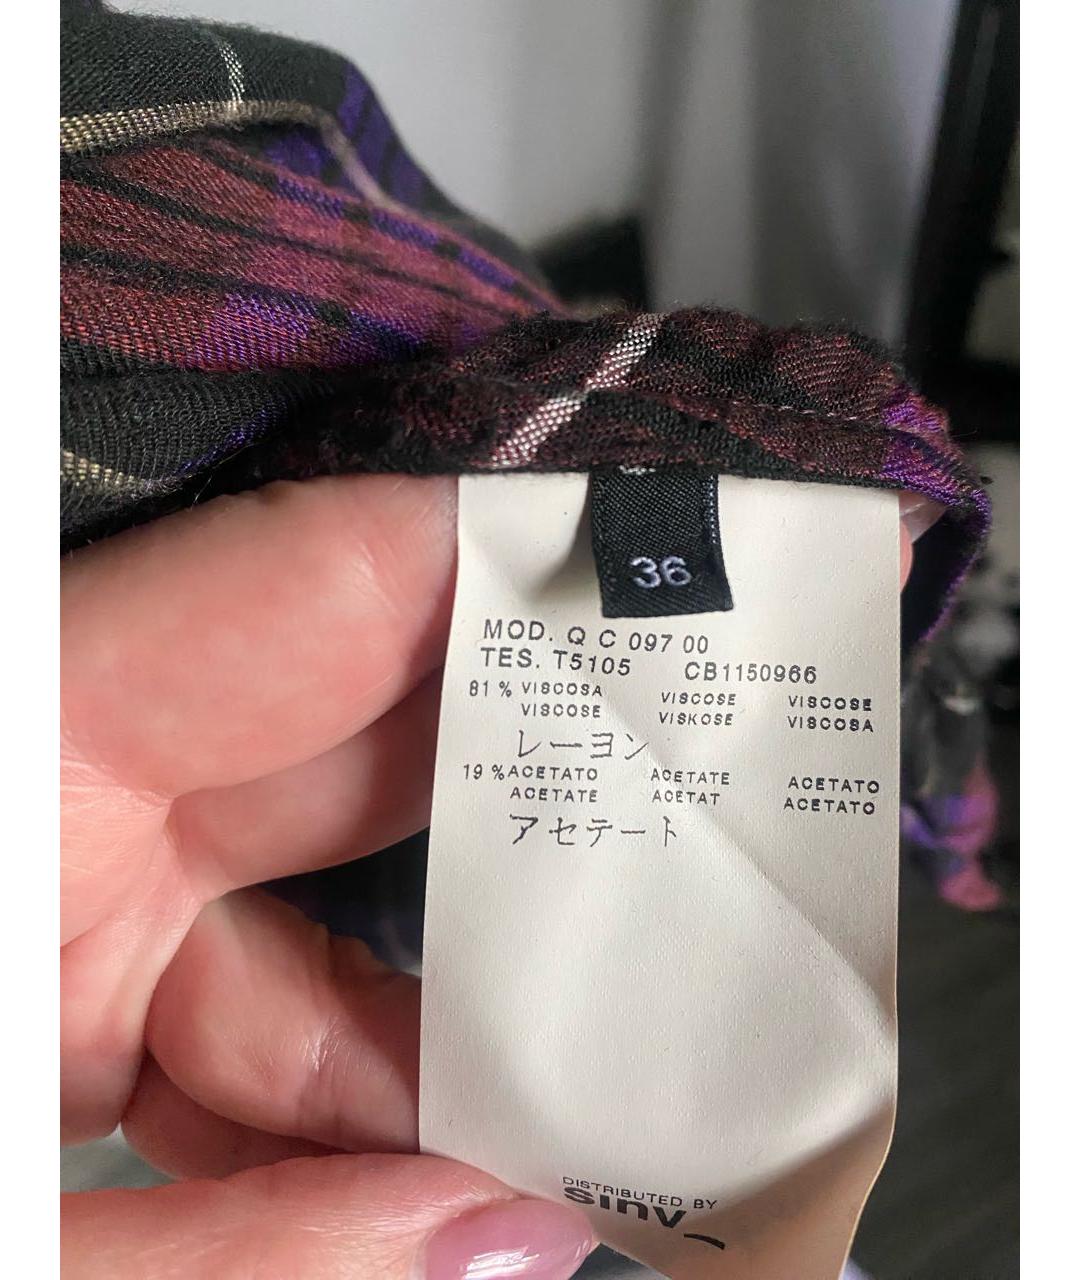 36
MOD. Q C 097 00
TES. T5105 CB1150966
81 % VISCOSA VISCOSE VISCOSE
VISCOSE VISKOSE VISCOSA
レーヨン
19 % ACETATO ACETATE ACETATO
ACETATE ACETAT ACETATO
アセテート
DISTRIBUTED BY
sinv